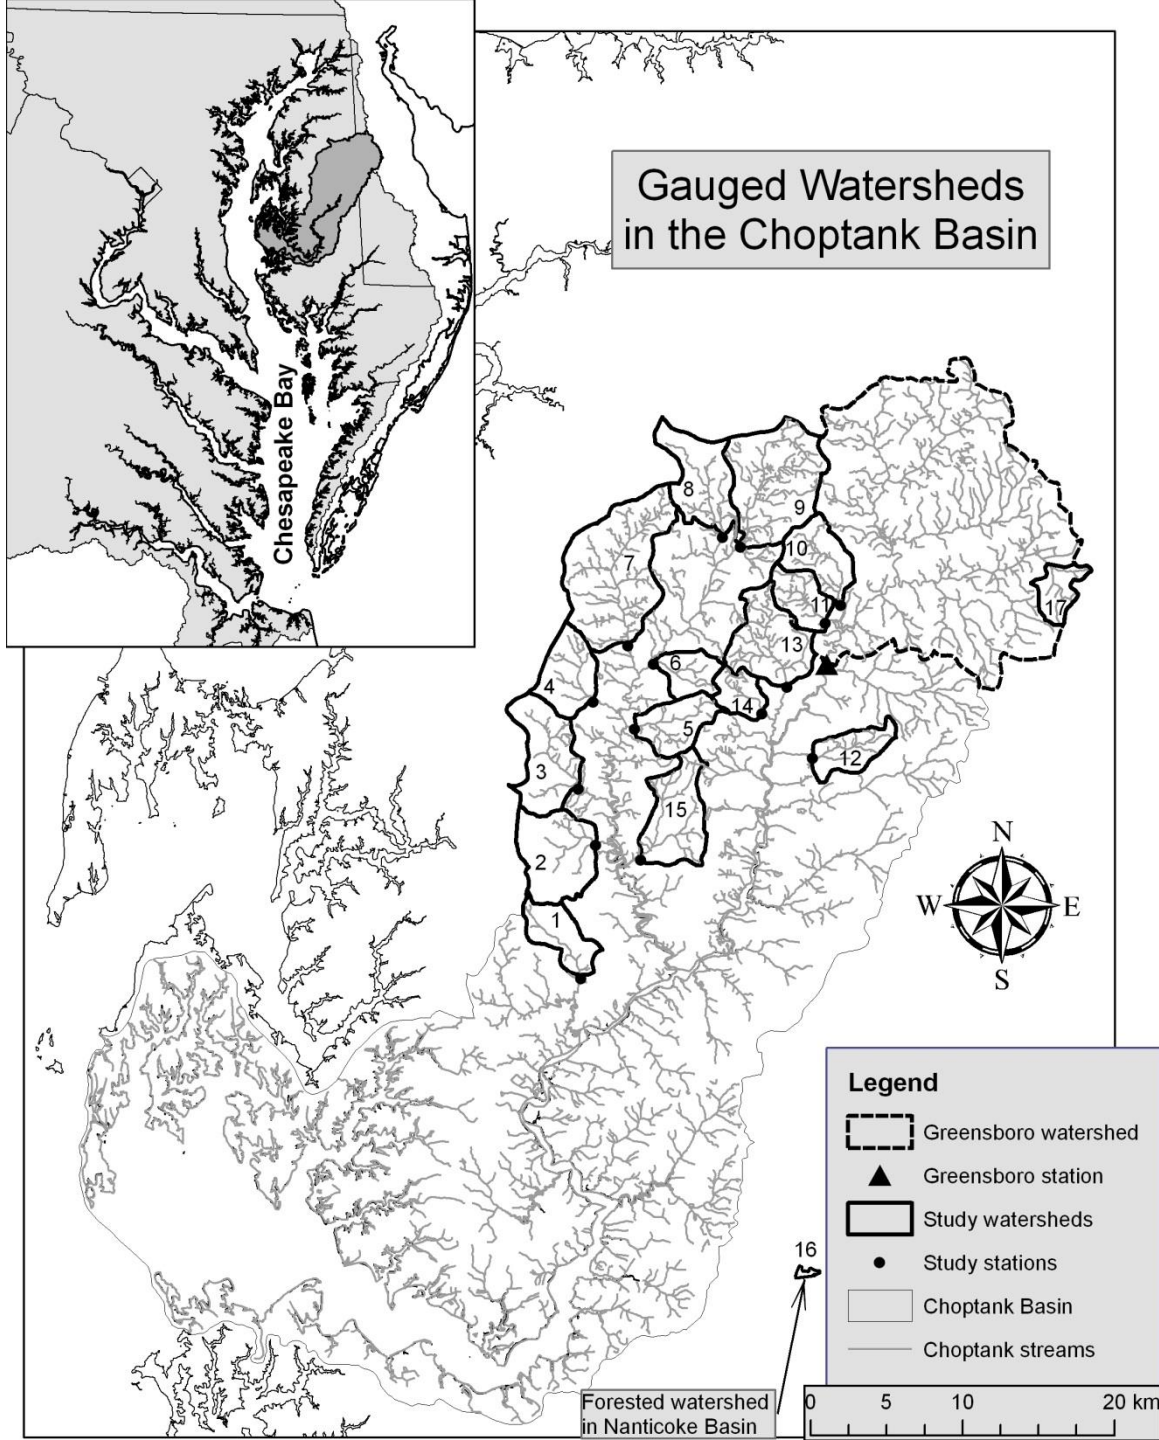 Gauged Watersheds
in the Choptank Basin
Chesapeake Bay
8
9
7
10
11
17
6
13
4
14
5
12
3
15
2
1
N
W
E
S
Legend
Greensboro watershed
Greensboro station
Study watersheds
Study stations
Choptank Basin
Choptank streams
16
Forested watershed
in Nanticoke Basin
0 5 10 20 km